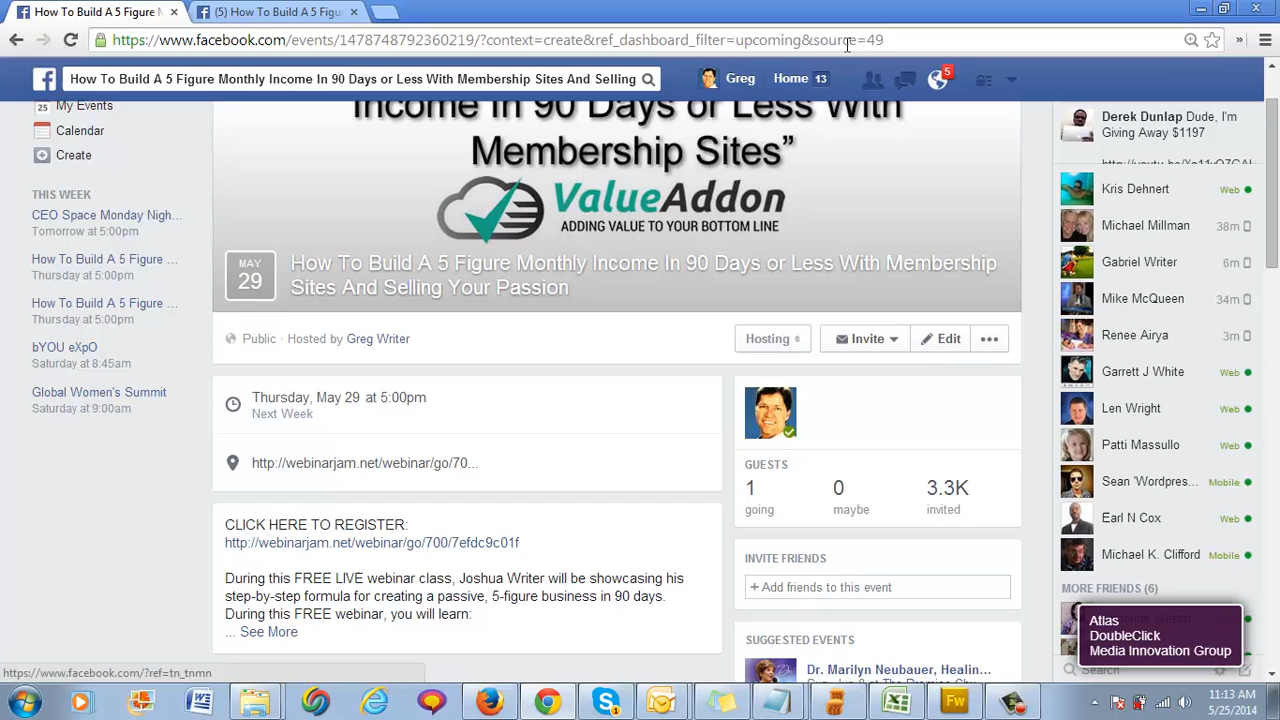 How To Build A 5 Figure M
(5) How To Build A 5 Figu
https://www.facebook.com/events/1478748792360219/?context=create&ref_dashboard_filter=upcoming&source=49
How To Build A 5 Figure Monthly Income In 90 Days or Less With Membership Sites And Selling
Greg
Home 13
5
25
My Events
Calendar
Create
THIS WEEK
CEO Space Monday Nigh...
Tomorrow at 5:00pm
How To Build A 5 Figure ...
Thursday at 5:00pm
How To Build A 5 Figure ...
Thursday at 5:00pm
bYOU eXpO
Saturday at 8:45am
Global Women's Summit
Saturday at 9:00am
Income In 90 Days or Less With
Membership Sites”
ValueAddon
ADDING VALUE TO YOUR BOTTOM LINE
MAY
29
How To Build A 5 Figure Monthly Income In 90 Days or Less With Membership
Sites And Selling Your Passion
Public · Hosted by Greg Writer
Hosting
Invite
Edit
Thursday, May 29 at 5:00pm
Next Week
http://webinarjam.net/webinar/go/70...
CLICK HERE TO REGISTER:
http://webinarjam.net/webinar/go/700/7efdc9c01f
During this FREE LIVE webinar class, Joshua Writer will be showcasing his
step-by-step formula for creating a passive, 5-figure business in 90 days.
During this FREE webinar, you will learn:
... See More
GUESTS
1 0 3.3K
going maybe invited
INVITE FRIENDS
+ Add friends to this event
SUGGESTED EVENTS
Dr. Marilyn Neubauer, Healin...
Derek Dunlap Dude, I'm
Giving Away $1197
Kris Dehnert Web
Michael Millman 38m
Gabriel Writer 6m
Mike McQueen 34m
Renee Airya 3m
Garrett J White Web
Len Wright Web
Patti Massullo Web
Sean 'Wordpres... Mobile
Earl N Cox Web
Michael K. Clifford Mobile
MORE FRIENDS (6)
Atlas
DoubleClick
Media Innovation Group
Search
https://www.facebook.com/?ref=tn_tnmn
11:13 AM
5/25/2014